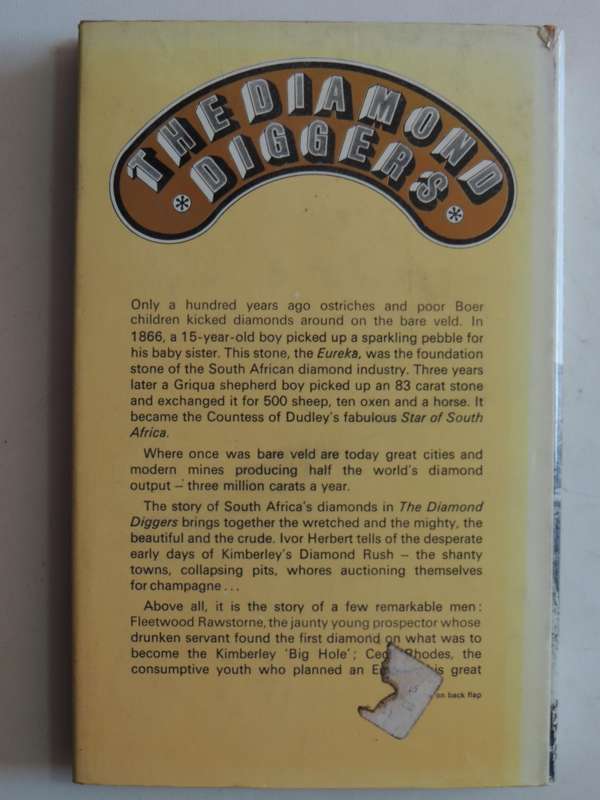 THE DIAMOND
DIGGERS
Only a hundred years ago ostriches and poor Boer
children kicked diamonds around on the bare veld. In
1866, a 15-year-old boy picked up a sparkling pebble for
his baby sister. This stone, the Eureka, was the foundation
stone of the South African diamond industry. Three years
later a Griqua shepherd boy picked up an 83 carat stone
and exchanged it for 500 sheep, ten oxen and a horse. It
became the Countess of Dudley's fabulous Star of South
Africa.
Where once was bare veld are today great cities and
modern mines producing half the world's diamond
output – three million carats a year.
The story of South Africa's diamonds in The Diamond
Diggers brings together the wretched and the mighty, the
beautiful and the crude. Ivor Herbert tells of the desperate
early days of Kimberley's Diamond Rush – the shanty
towns, collapsing pits, whores auctioning themselves
for champagne...
Above all, it is the story of a few remarkable men:
Fleetwood Rawstorne, the jaunty young prospector whose
drunken servant found the first diamond on what was to
become the Kimberley 'Big Hole'; Rhodes, the
consumptive youth who planned an great
on back flap